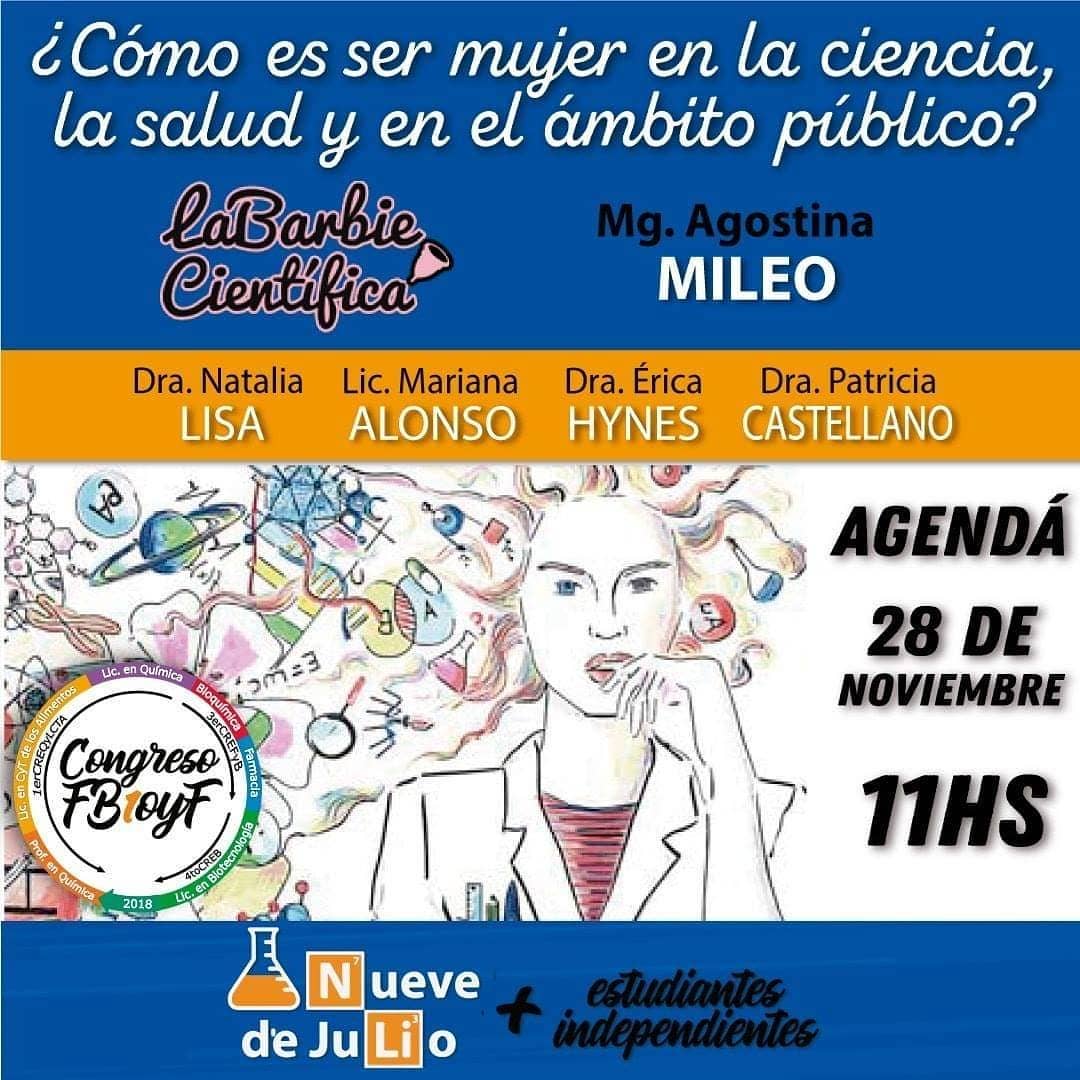 ¿Cómo es ser mujer en la ciencia,
la salud y en el ámbito público?
LaBarbie
Científica
Mg. Agostina
MILEO
Dra. Natalia
LISA
Lic. Mariana
ALONSO
Dra. Érica
HYNES
Dra. Patricia
CASTELLANO
AGENDÁ
28 DE
NOVIEMBRE
11HS
Lic. en Química
Bioquímica
Farmacia
Lic. en Biotecnología
2018
Prof. en Química
Lic. en CyT de los Alimentos
1erCREQyLCTA
3erCREFyB
4toCREB
Congreso
FB1oyF
E=MC²
N7ueve
de JuLi3o
+
estudiantes
independientes